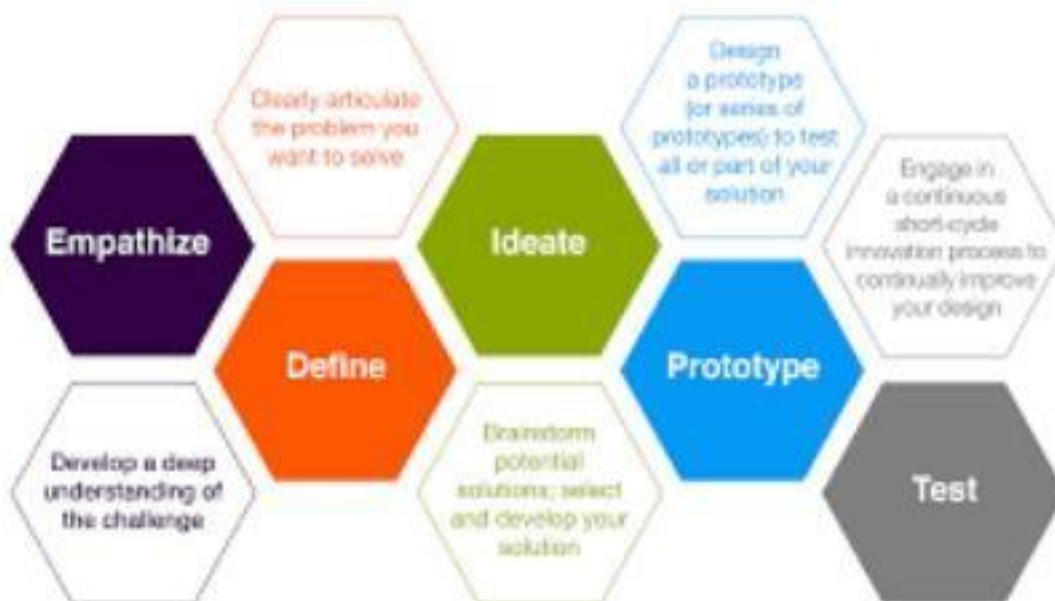 Empathize
Develop a deep
understanding of
the challenge
Clearly articulate
the problem you
want to solve
Define
Ideate
Brainstorm
potential
solutions; select
and develop your
solution
Design
a prototype
(or series of
prototypes) to test
all or part of your
solution
Prototype
Engage in
a continuous
short-cycle
innovation process to
continually improve
your design
Test